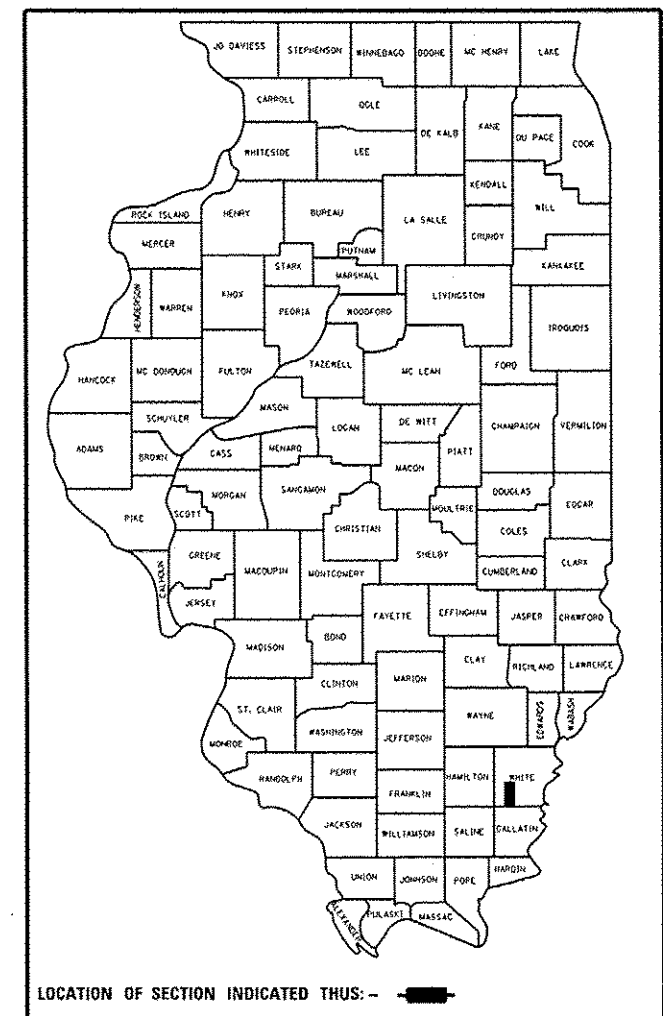 JO DAVIESS STEPHENSON WINNEBAGO BOONE MC HENRY LAKE
CARROLL OGLE DE KALB KANE DU PAGE COOK
WHITESIDE LEE KENDALL WILL
ROCK ISLAND HENRY BUREAU LA SALLE GRUNDY
MERCER PUTNAM KANKAKEE
HENDERSON WARREN KNOX STARK MARSHALL LIVINGSTON
PEORIA WOODFORD IROQUOIS
HANCOCK MC DONOUGH FULTON TAZEWELL MC LEAN FORD
SCHUYLER MASON LOGAN DE WITT CHAMPAIGN VERMILION
ADAMS BROWN CASS MENARD MACON PIATT
PIKE SCOTT MORGAN SANGAMON MOULTRIE DOUGLAS EDGAR
CHRISTIAN COLES
CALHOUN GREENE MACOUPIN MONTGOMERY SHELBY CUMBERLAND CLARK
JERSEY FAYETTE EFFINGHAM JASPER CRAWFORD
MADISON BOND CLAY RICHLAND LAWRENCE
CLINTON MARION
ST. CLAIR WAYNE EDWARDS WABASH
MONROE WASHINGTON JEFFERSON
RANDOLPH PERRY HAMILTON WHITE
FRANKLIN
JACKSON WILLIAMSON SALINE GALLATIN
UNION JOHNSON POPE HARDIN
ALEXANDER PULASKI MASSAC
LOCATION OF SECTION INDICATED THUS: -